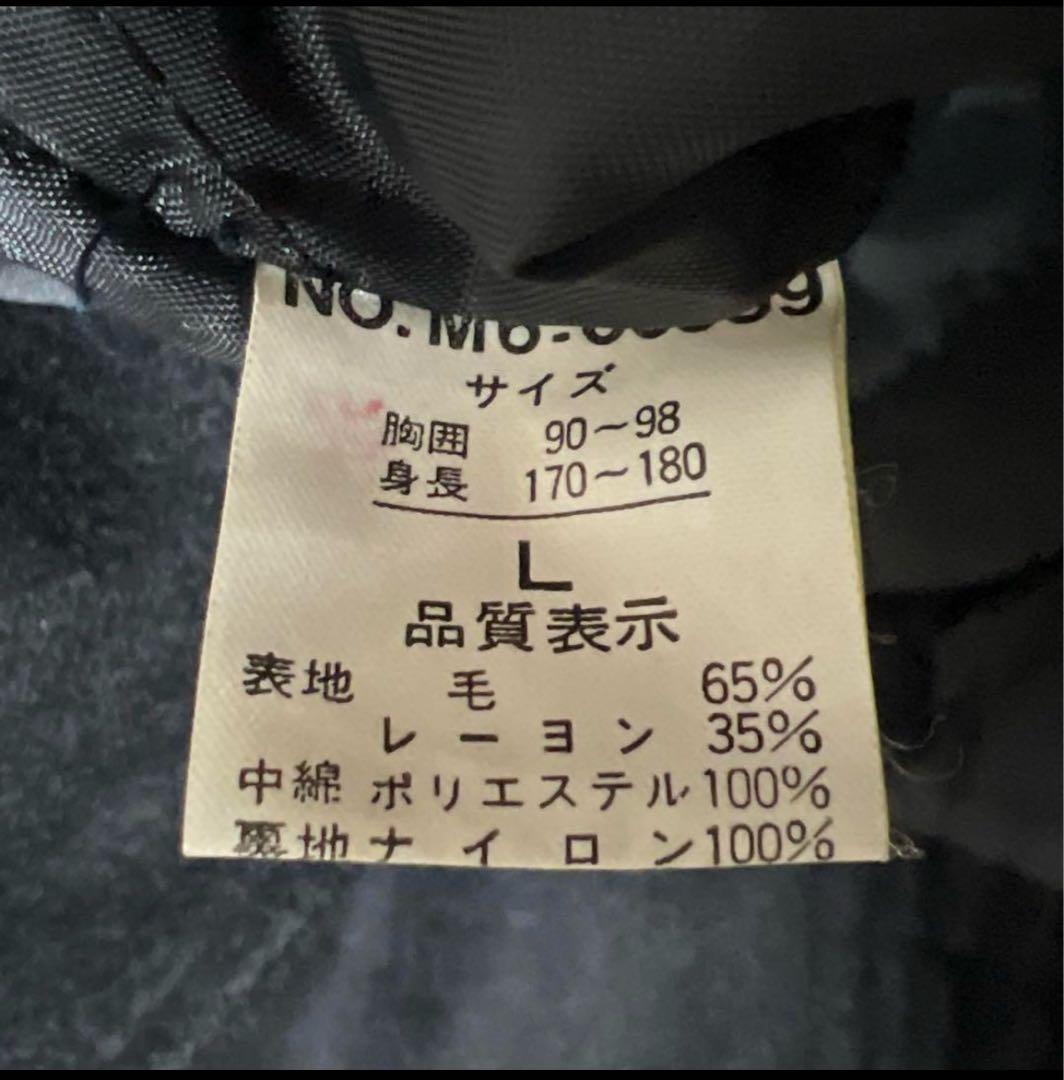 サイズ
胸囲 90～98
身長 170～180
L
品質表示
表地 毛 65%
レーヨン 35%
中綿 ポリエステル 100%
裏地 ナイロン 100%